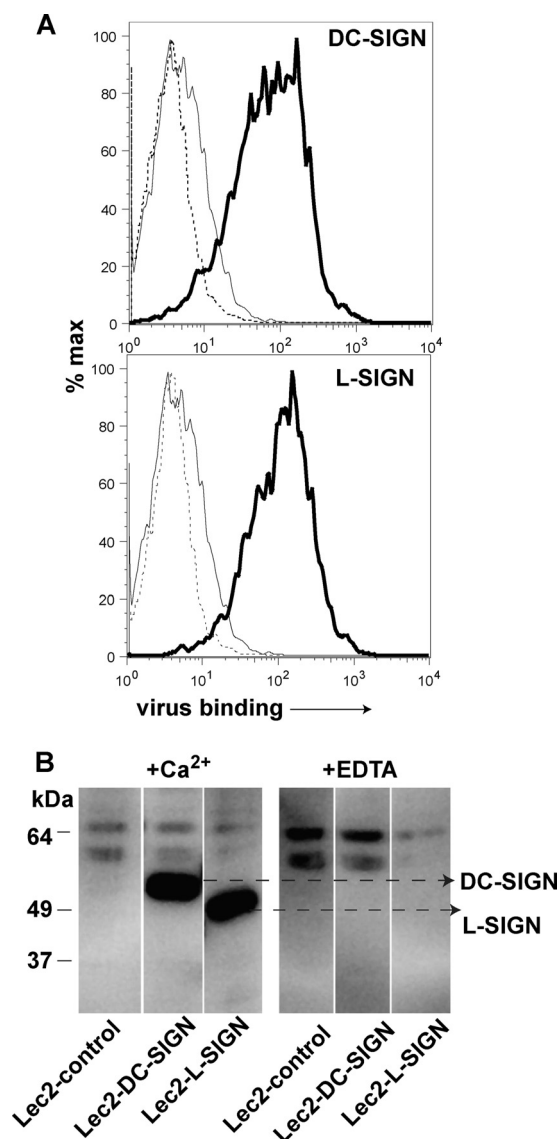 A
DC-SIGN
100
80
60
40
20
0
10⁰ 10¹ 10² 10³ 10⁴
% max
L-SIGN
100
80
60
40
20
0
10⁰ 10¹ 10² 10³ 10⁴
virus binding
B
+Ca²⁺ +EDTA
kDa
64
DC-SIGN
49
L-SIGN
37
Lec2-control Lec2-DC-SIGN Lec2-L-SIGN Lec2-control Lec2-DC-SIGN Lec2-L-SIGN